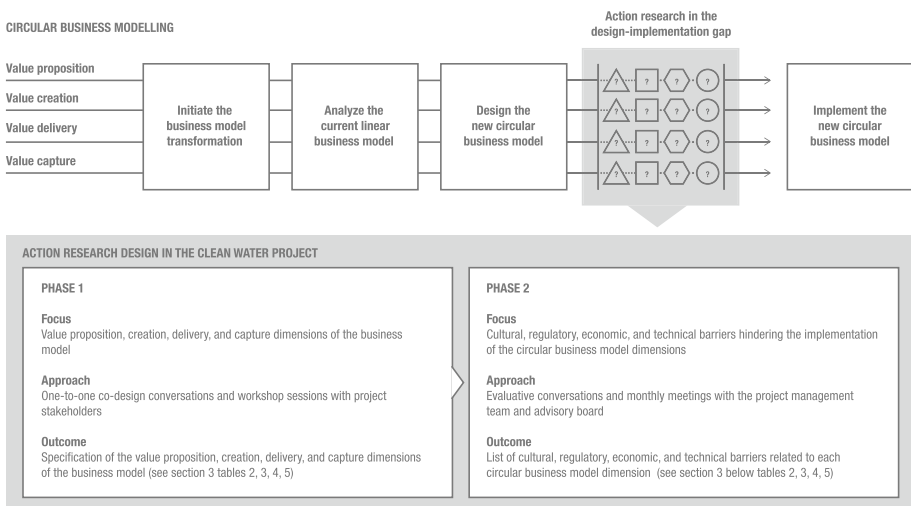 CIRCULAR BUSINESS MODELLING
Action research in the
design-implementation gap
Value proposition
Value creation
Value delivery
Value capture
Initiate the
business model
transformation
Analyze the
current linear
business model
Design the
new circular
business model
? ? ? ?
? ? ? ?
? ? ? ?
? ? ? ?
Implement the
new circular
business model
ACTION RESEARCH DESIGN IN THE CLEAN WATER PROJECT
PHASE 1
Focus
Value proposition, creation, delivery, and capture dimensions of the business
model
Approach
One-to-one co-design conversations and workshop sessions with project
stakeholders
Outcome
Specification of the value proposition, creation, delivery, and capture dimensions
of the business model (see section 3 tables 2, 3, 4, 5)
PHASE 2
Focus
Cultural, regulatory, economic, and technical barriers hindering the implementation
of the circular business model dimensions
Approach
Evaluative conversations and monthly meetings with the project management
team and advisory board
Outcome
List of cultural, regulatory, economic, and technical barriers related to each
circular business model dimension (see section 3 below tables 2, 3, 4, 5)